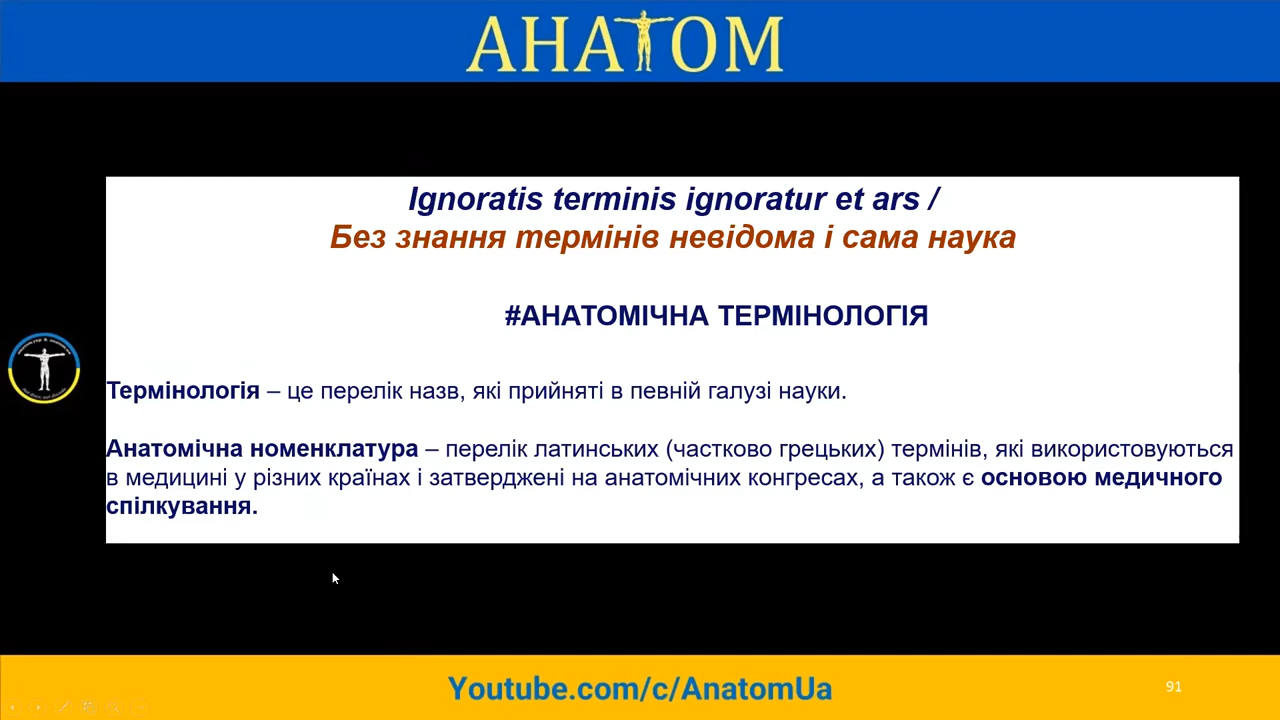 АНАТОМ
Ignoratis terminis ignoratur et ars /
Без знання термінів невідома і сама наука
#АНАТОМІЧНА ТЕРМІНОЛОГІЯ
Термінологія – це перелік назв, які прийняті в певній галузі науки.
Анатомічна номенклатура – перелік латинських (частково грецьких) термінів, які використовуються
в медицині у різних країнах і затверджені на анатомічних конгресах, а також є основою медичного
спілкування.
Youtube.com/c/AnatomUa
91